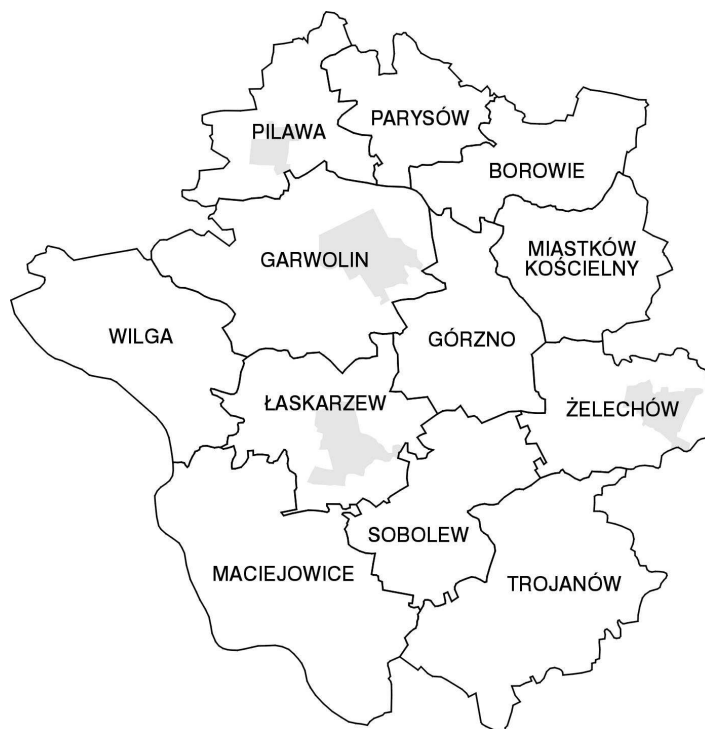 PARYSÓW
PILAWA
BOROWIE
MIASTKÓW
KOŚCIELNY
GARWOLIN
WILGA
GÓRZNO
ŁASKARZEW
ŻELECHÓW
SOBOLEW
MACIEJOWICE
TROJANÓW